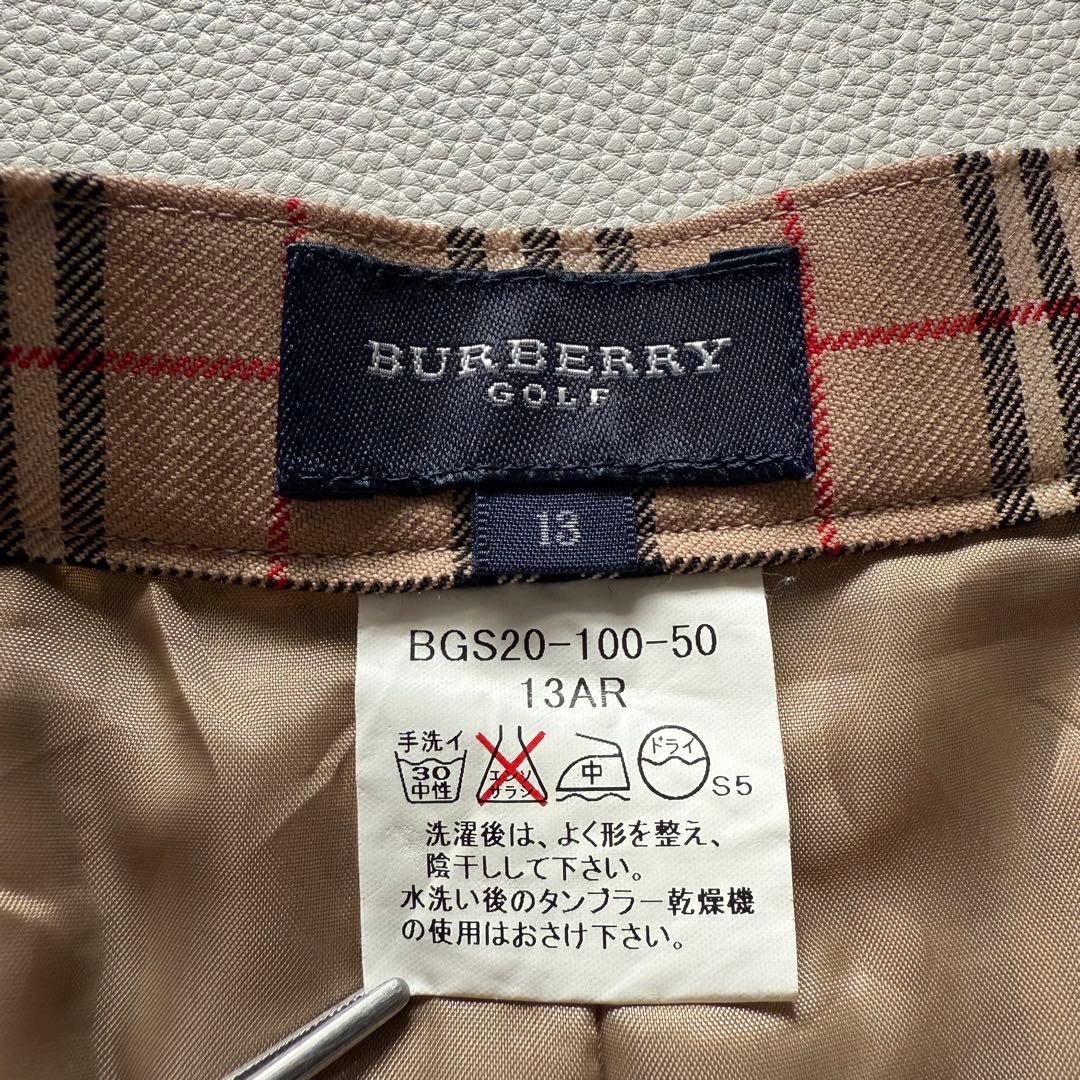 BURBERRY
GOLF
13
BGS20-100-50
13AR
手洗イ ドライ
30 エンソ 中
中性 サラシ S5
洗濯後は、よく形を整え、
陰干しして下さい。
水洗い後のタンブラー乾燥機
の使用はおさけ下さい。